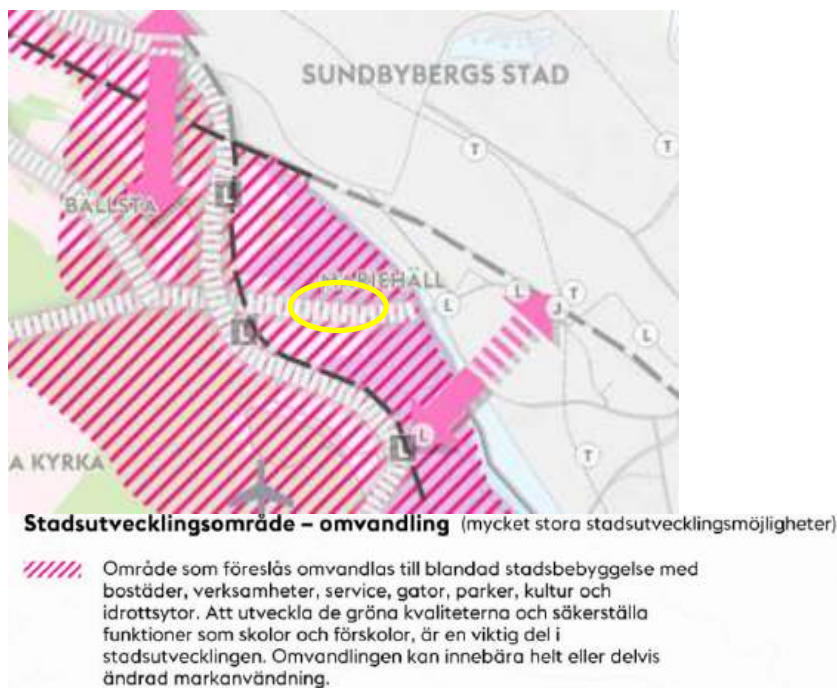 SUNDBYBERGS STAD
T
T
BÄLLSTA
L
MARIEHÄLL
L
L
T
J
L
L
L
L
T
A KYRKA
Stadsutvecklingsområde – omvandling (mycket stora stadsutvecklingsmöjligheter)
Område som föreslås omvandlas till blandad stadsbebyggelse med
bostäder, verksamheter, service, gator, parker, kultur och
idrottsytor. Att utveckla de gröna kvaliteterna och säkerställa
funktioner som skolor och förskolor, är en viktig del i
stadsutvecklingen. Omvandlingen kan innebära helt eller delvis
ändrad markanvändning.